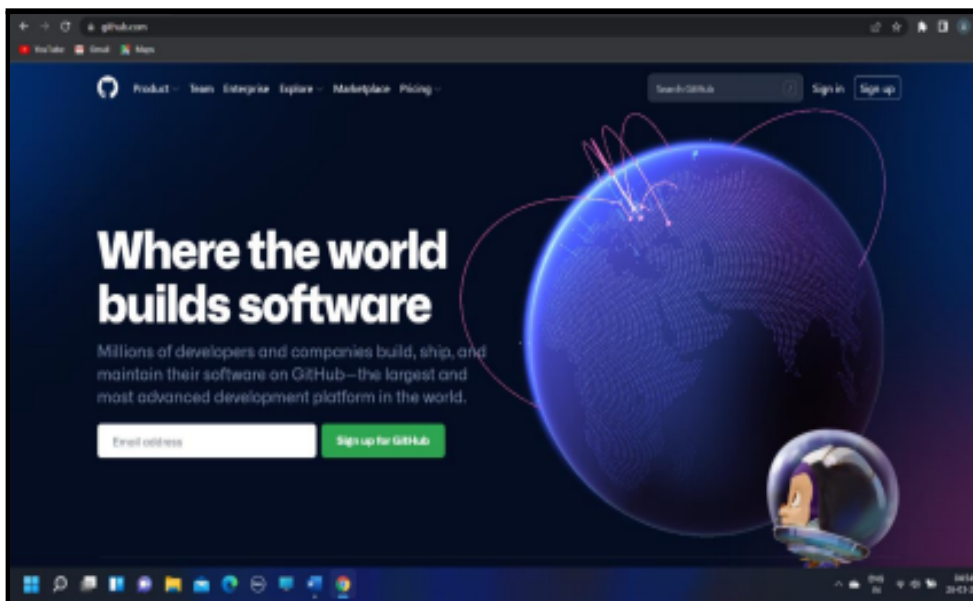 github.com
YouTube Gmail Maps
Product Team Enterprise Explore Marketplace Pricing Search GitHub / Sign in Sign up
Where the world
builds software
Millions of developers and companies build, ship, and
maintain their software on GitHub—the largest and
most advanced development platform in the world.
Email address Sign up for GitHub
ENG
IN